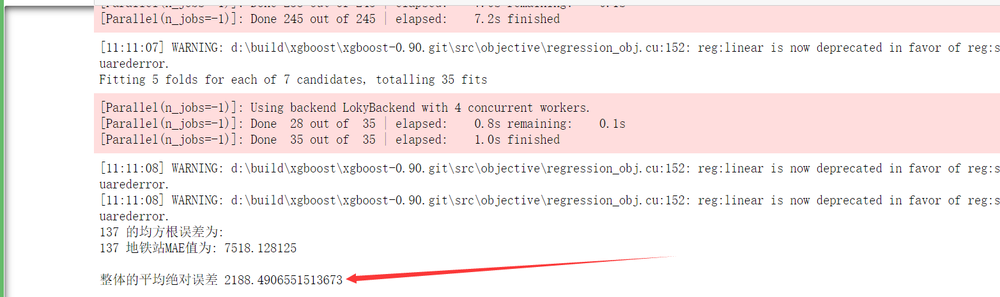 [Parallel(n_jobs=-1)]: Done 245 out of 245 | elapsed:    7.2s finished
[11:11:07] WARNING: d:\build\xgboost\xgboost-0.90.git\src\objective\regression_obj.cu:152: reg:linear is now deprecated in favor of reg:s
uarederror.
Fitting 5 folds for each of 7 candidates, totalling 35 fits
[Parallel(n_jobs=-1)]: Using backend LokyBackend with 4 concurrent workers.
[Parallel(n_jobs=-1)]: Done  28 out of  35 | elapsed:    0.8s remaining:    0.1s
[Parallel(n_jobs=-1)]: Done  35 out of  35 | elapsed:    1.0s finished
[11:11:08] WARNING: d:\build\xgboost\xgboost-0.90.git\src\objective\regression_obj.cu:152: reg:linear is now deprecated in favor of reg:s
uarederror.
[11:11:08] WARNING: d:\build\xgboost\xgboost-0.90.git\src\objective\regression_obj.cu:152: reg:linear is now deprecated in favor of reg:s
uarederror.
137 的均方根误差为:
137 地铁站MAE值为: 7518.128125
整体的平均绝对误差 2188.4906551513673